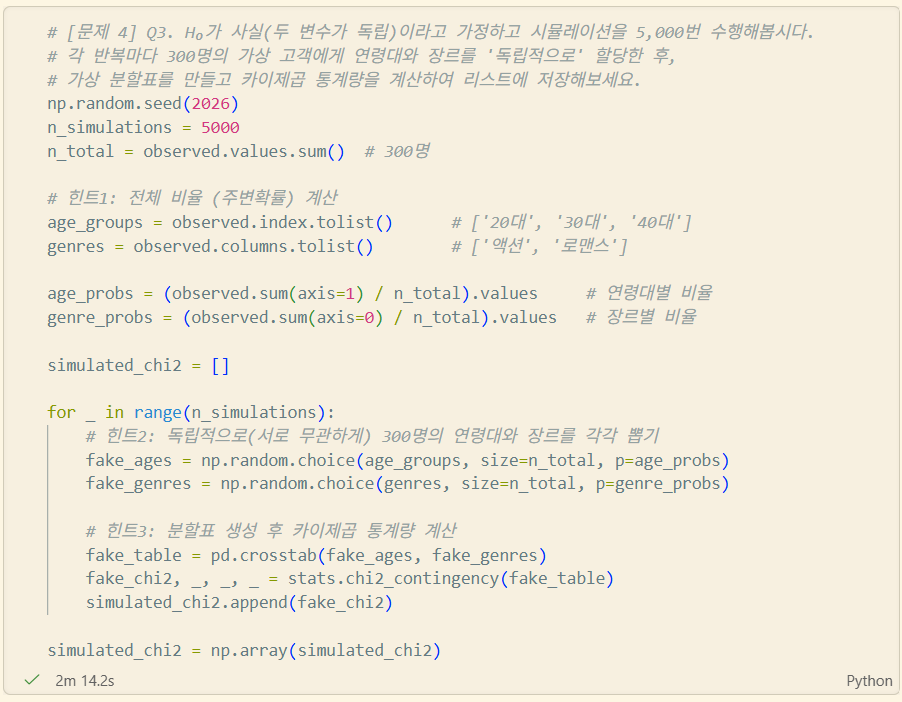 # [문제 4] Q3. H₀가 사실(두 변수가 독립)이라고 가정하고 시뮬레이션을 5,000번 수행해봅시다.
# 각 반복마다 300명의 가상 고객에게 연령대와 장르를 '독립적으로' 할당한 후,
# 가상 분할표를 만들고 카이제곱 통계량을 계산하여 리스트에 저장해보세요.
np.random.seed(2026)
n_simulations = 5000
n_total = observed.values.sum()  # 300명
# 힌트1: 전체 비율 (주변확률) 계산
age_groups = observed.index.tolist()      # ['20대', '30대', '40대']
genres = observed.columns.tolist()        # ['액션', '로맨스']
age_probs = (observed.sum(axis=1) / n_total).values     # 연령대별 비율
genre_probs = (observed.sum(axis=0) / n_total).values   # 장르별 비율
simulated_chi2 = []
for _ in range(n_simulations):
    # 힌트2: 독립적으로(서로 무관하게) 300명의 연령대와 장르를 각각 뽑기
    fake_ages = np.random.choice(age_groups, size=n_total, p=age_probs)
    fake_genres = np.random.choice(genres, size=n_total, p=genre_probs)
    # 힌트3: 분할표 생성 후 카이제곱 통계량 계산
    fake_table = pd.crosstab(fake_ages, fake_genres)
    fake_chi2, _, _, _ = stats.chi2_contingency(fake_table)
    simulated_chi2.append(fake_chi2)
simulated_chi2 = np.array(simulated_chi2)
2m 14.2s
Python